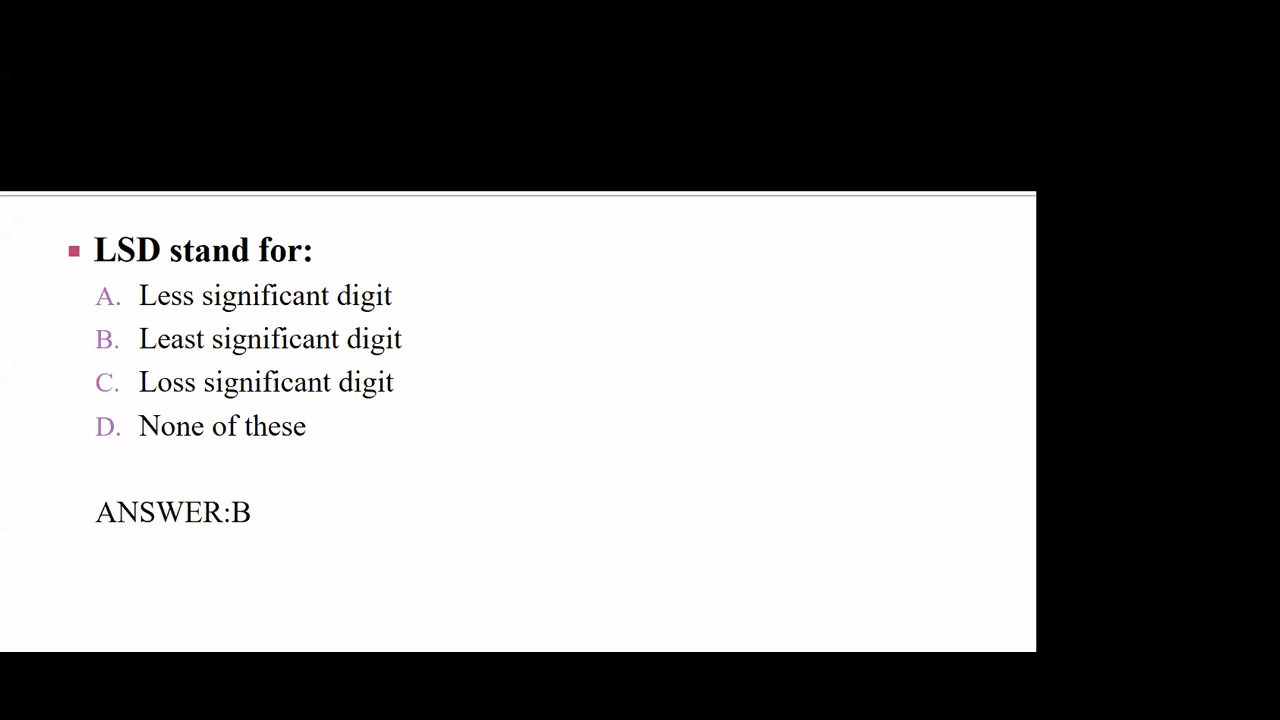 LSD stand for:
A. Less significant digit
B. Least significant digit
C. Loss significant digit
D. None of these
ANSWER:B